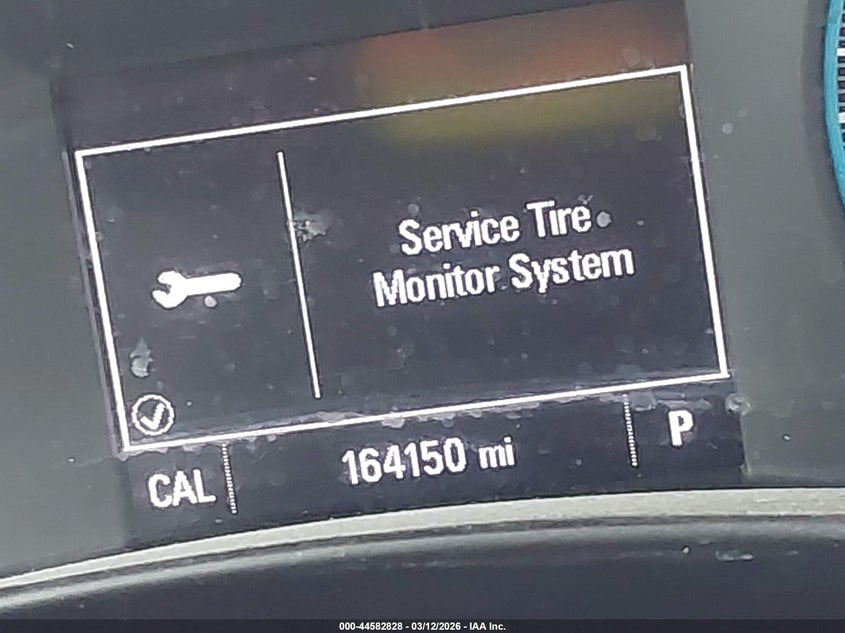 Service Tire
Monitor System
CAL
164150 mi
P
000-44582828 - 03/12/2026 - IAA Inc.